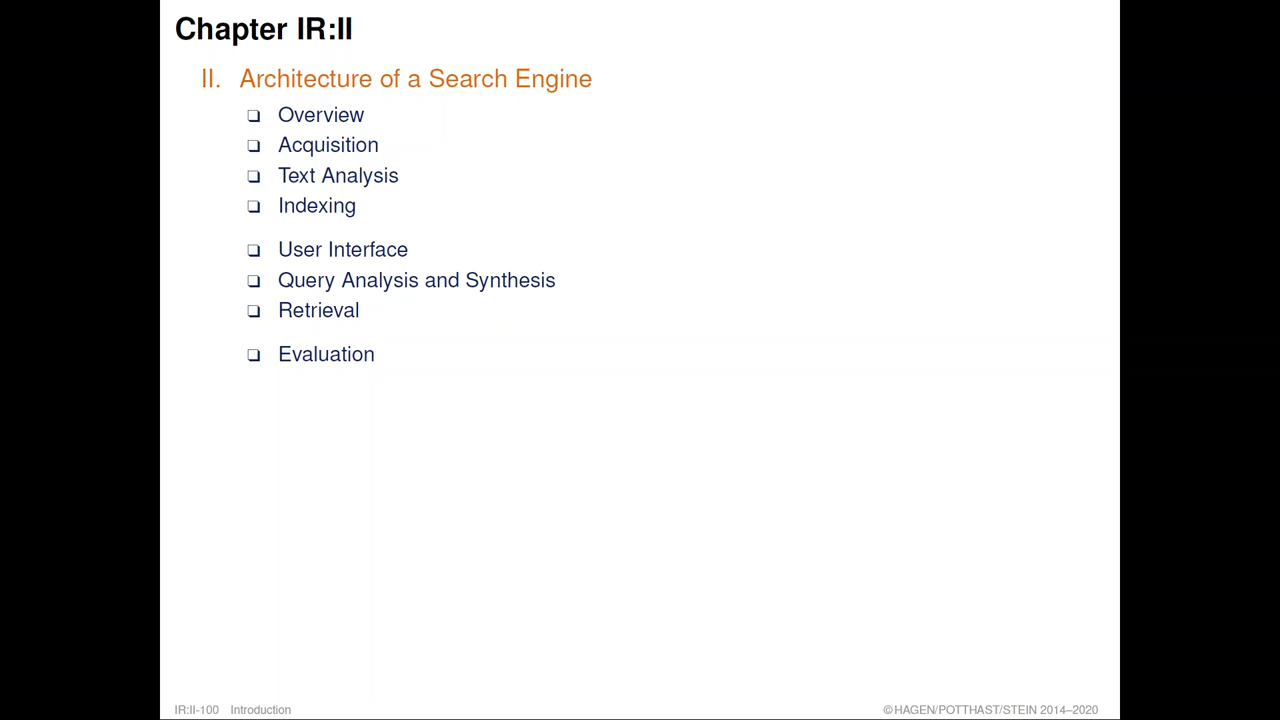 Chapter IR:II
II. Architecture of a Search Engine
❏ Overview
❏ Acquisition
❏ Text Analysis
❏ Indexing
❏ User Interface
❏ Query Analysis and Synthesis
❏ Retrieval
❏ Evaluation
IR:II-100 Introduction ©HAGEN/POTTHAST/STEIN 2014–2020